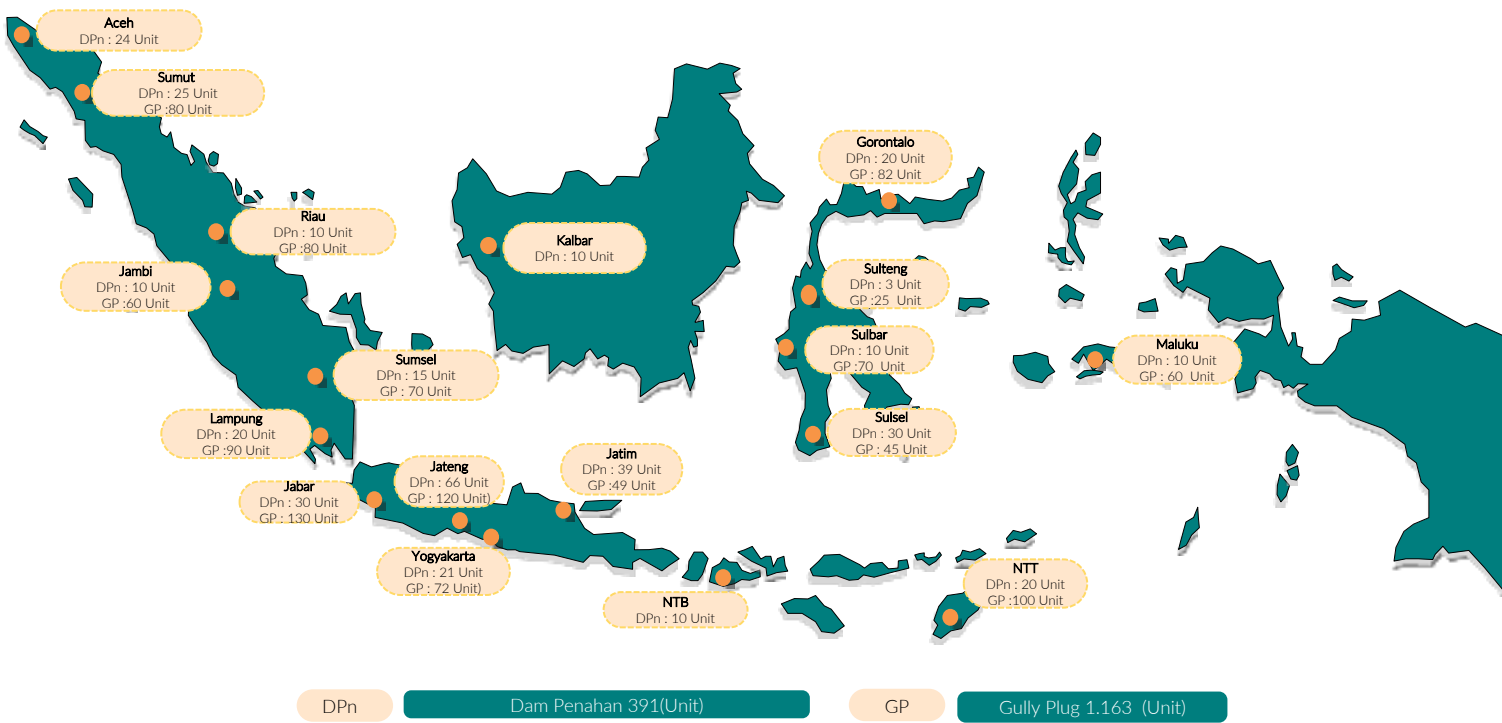 Aceh
DPn : 24 Unit
Sumut
DPn : 25 Unit
GP :80 Unit
Riau
DPn : 10 Unit
GP :80 Unit
Jambi
DPn : 10 Unit
GP :60 Unit
Sumsel
DPn : 15 Unit
GP : 70 Unit
Lampung
DPn : 20 Unit
GP :90 Unit
Jabar
DPn : 30 Unit
GP : 130 Unit
Jateng
DPn : 66 Unit
GP : 120 Unit)
Yogyakarta
DPn : 21 Unit
GP : 72 Unit)
Jatim
DPn : 39 Unit
GP :49 Unit
NTB
DPn : 10 Unit
NTT
DPn : 20 Unit
GP :100 Unit
Kalbar
DPn : 10 Unit
Gorontalo
DPn : 20 Unit
GP : 82 Unit
Sulteng
DPn : 3 Unit
GP :25 Unit
Sulbar
DPn : 10 Unit
GP :70 Unit
Sulsel
DPn : 30 Unit
GP : 45 Unit
Maluku
DPn : 10 Unit
GP : 60 Unit
DPn
Dam Penahan 391(Unit)
GP
Gully Plug 1.163 (Unit)